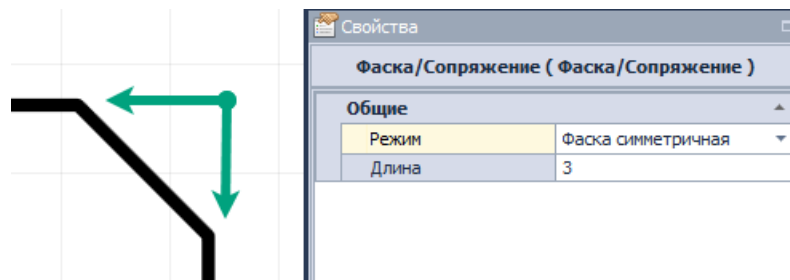 Свойства
Фаска/Сопряжение ( Фаска/Сопряжение )
Общие
Режим Фаска симметричная
Длина 3